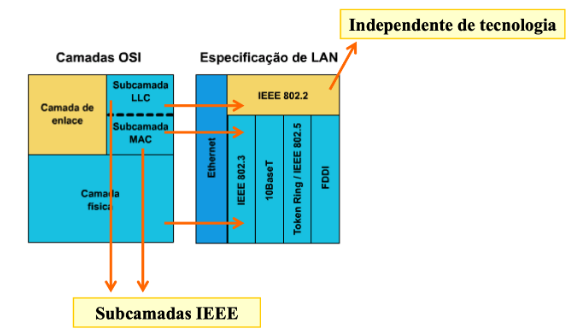 Independente de tecnologia
Camadas OSI
Especificação de LAN
Camada de
enlace
Subcamada
LLC
Subcamada
MAC
Camada
física
Ethernet
IEEE 802.2
IEEE 802.3
10BaseT
Token Ring / IEEE 802.5
FDDI
Subcamadas IEEE